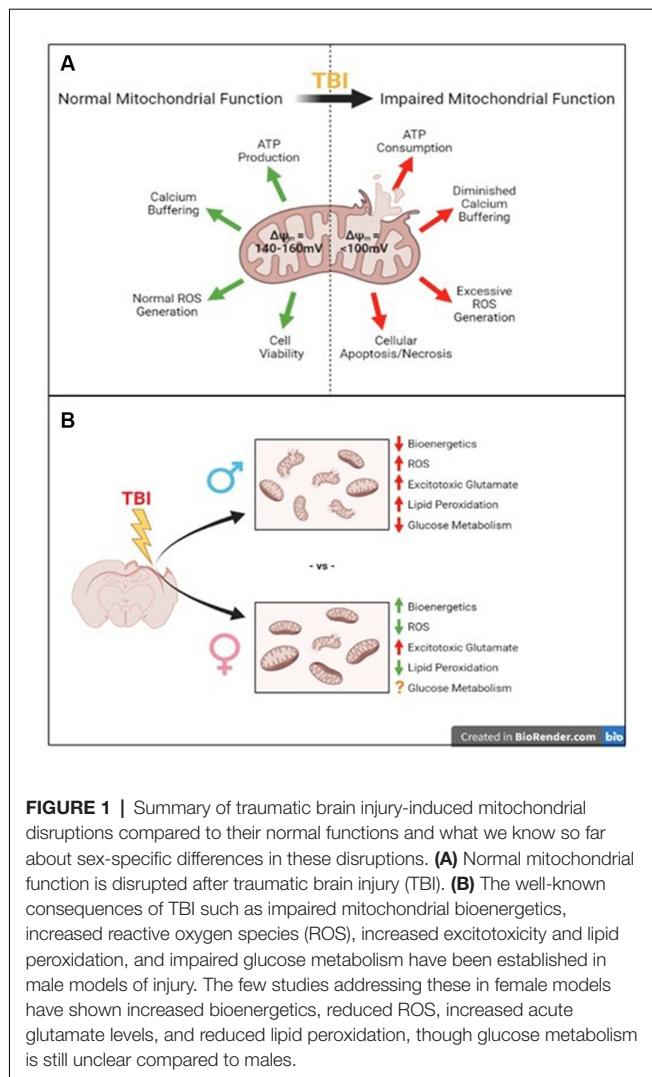 A
TBI
Normal Mitochondrial Function
Impaired Mitochondrial Function
ATP
Production
ATP
Consumption
Calcium
Buffering
Diminished
Calcium
Buffering
Δψm =
140-160mV
Δψm =
<100mV
Normal ROS
Generation
Excessive
ROS
Generation
Cell
Viability
Cellular
Apoptosis/Necrosis
B
TBI
Bioenergetics
ROS
Excitotoxic Glutamate
Lipid Peroxidation
Glucose Metabolism
- vs -
Bioenergetics
ROS
Excitotoxic Glutamate
Lipid Peroxidation
? Glucose Metabolism
Created in BioRender.com bio
FIGURE 1 | Summary of traumatic brain injury-induced mitochondrial
disruptions compared to their normal functions and what we know so far
about sex-specific differences in these disruptions. (A) Normal mitochondrial
function is disrupted after traumatic brain injury (TBI). (B) The well-known
consequences of TBI such as impaired mitochondrial bioenergetics,
increased reactive oxygen species (ROS), increased excitotoxicity and lipid
peroxidation, and impaired glucose metabolism have been established in
male models of injury. The few studies addressing these in female models
have shown increased bioenergetics, reduced ROS, increased acute
glutamate levels, and reduced lipid peroxidation, though glucose metabolism
is still unclear compared to males.